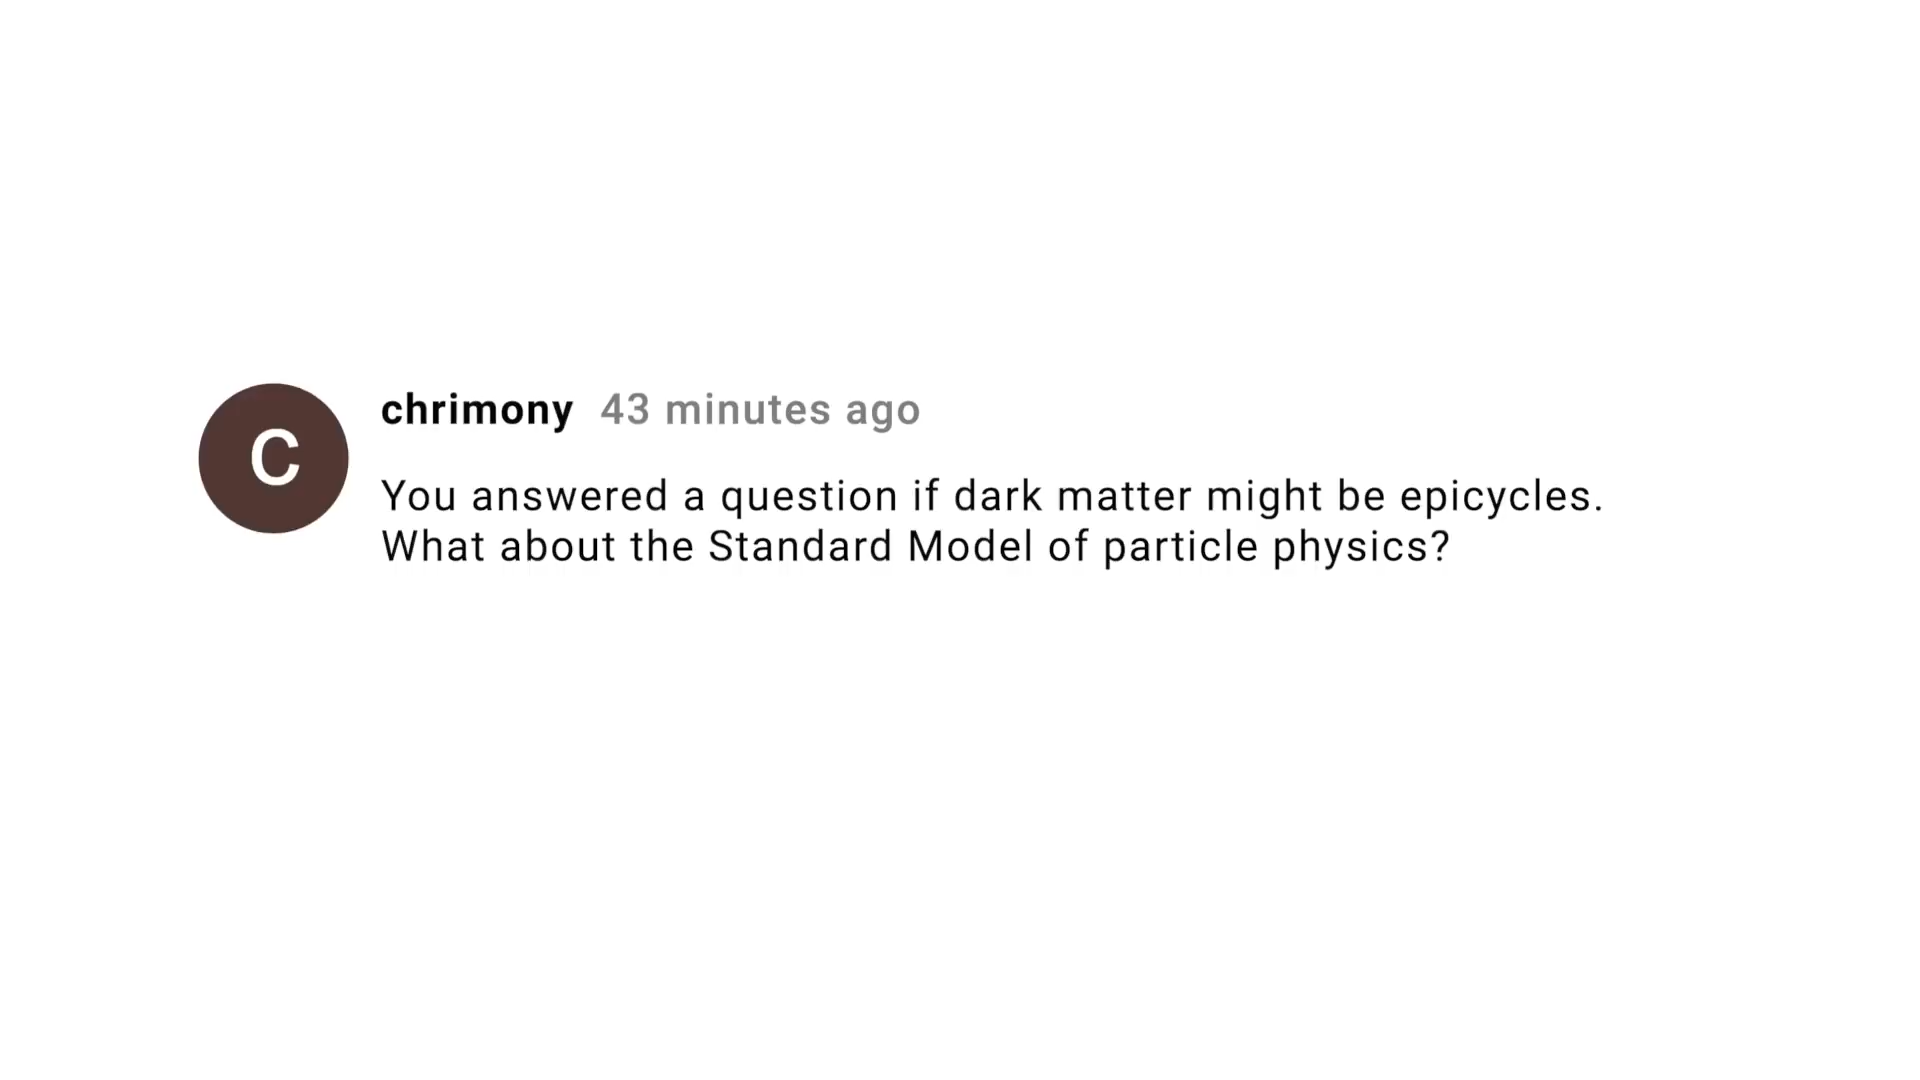 C
chrimony 43 minutes ago
You answered a question if dark matter might be epicycles.
What about the Standard Model of particle physics?